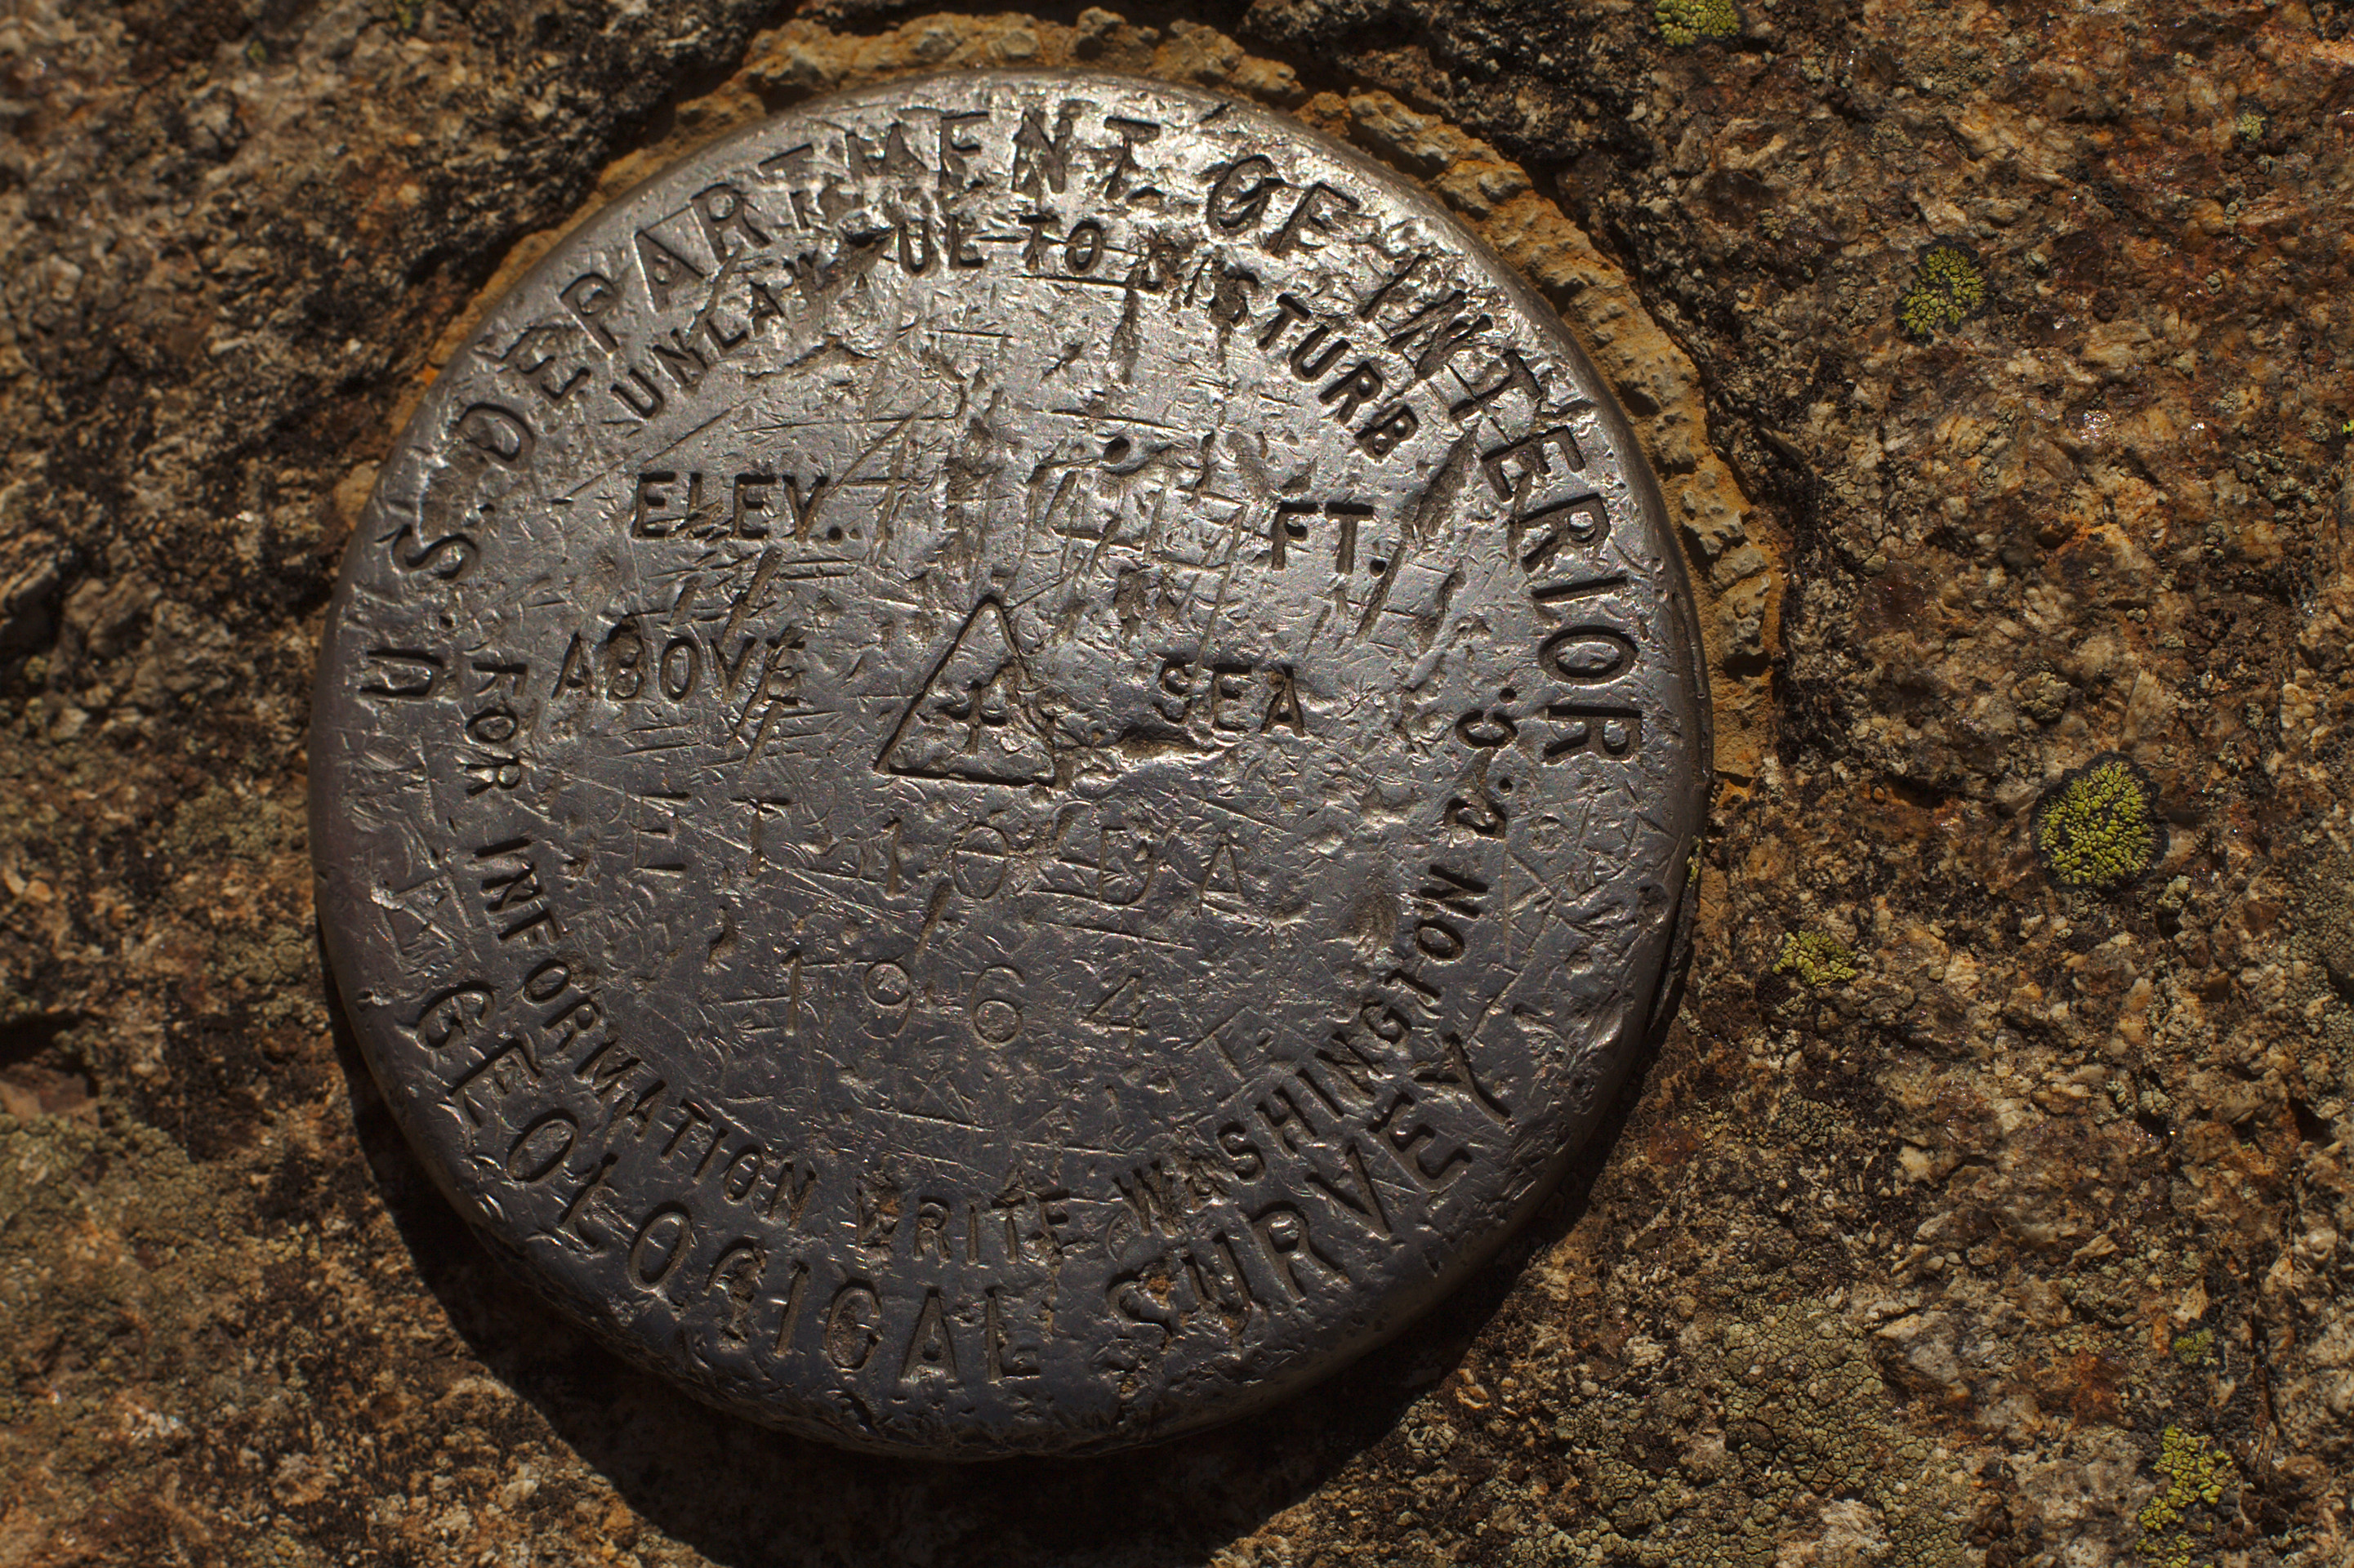 U. S. DEPARTMENT OF INTERIOR
UNLAWFUL TO DISTURB
ELEV. FT.
ABOVE SEA
ET 10 DA
1964
FOR INFORMATION WRITE WASHINGTON D.C.
GEOLOGICAL SURVEY